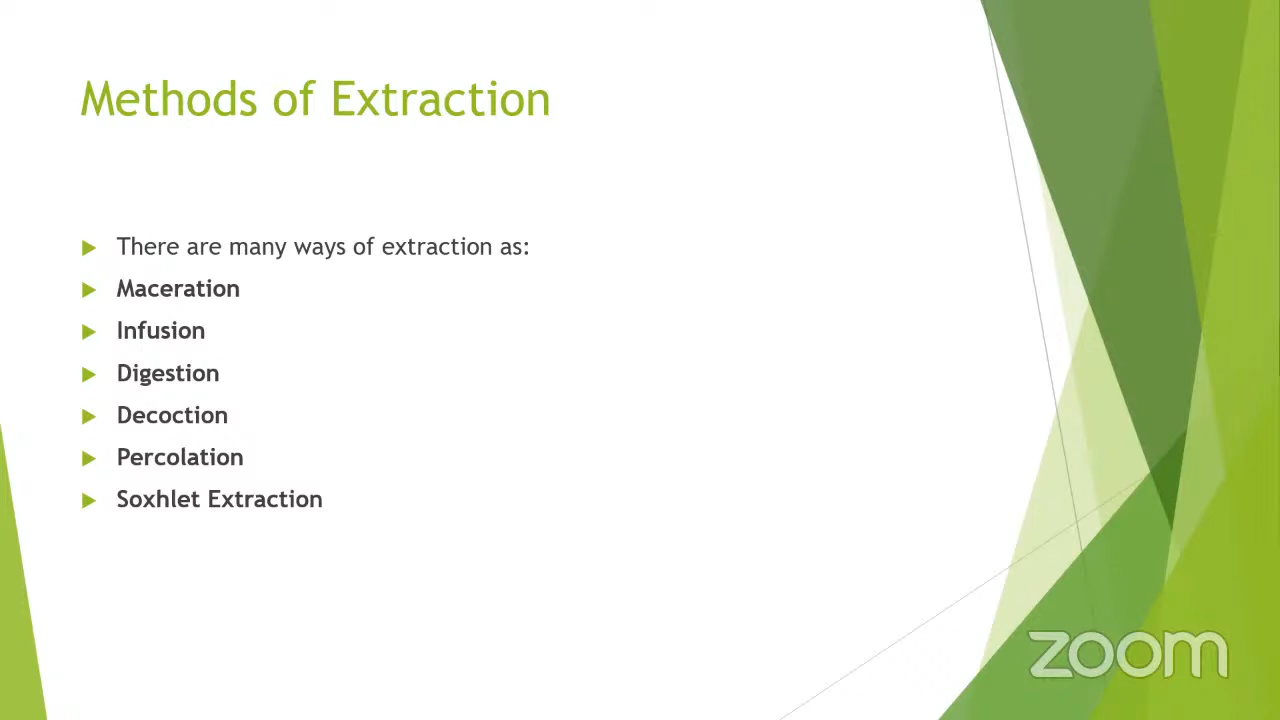 Methods of Extraction
There are many ways of extraction as:
Maceration
Infusion
Digestion
Decoction
Percolation
Soxhlet Extraction
zoom